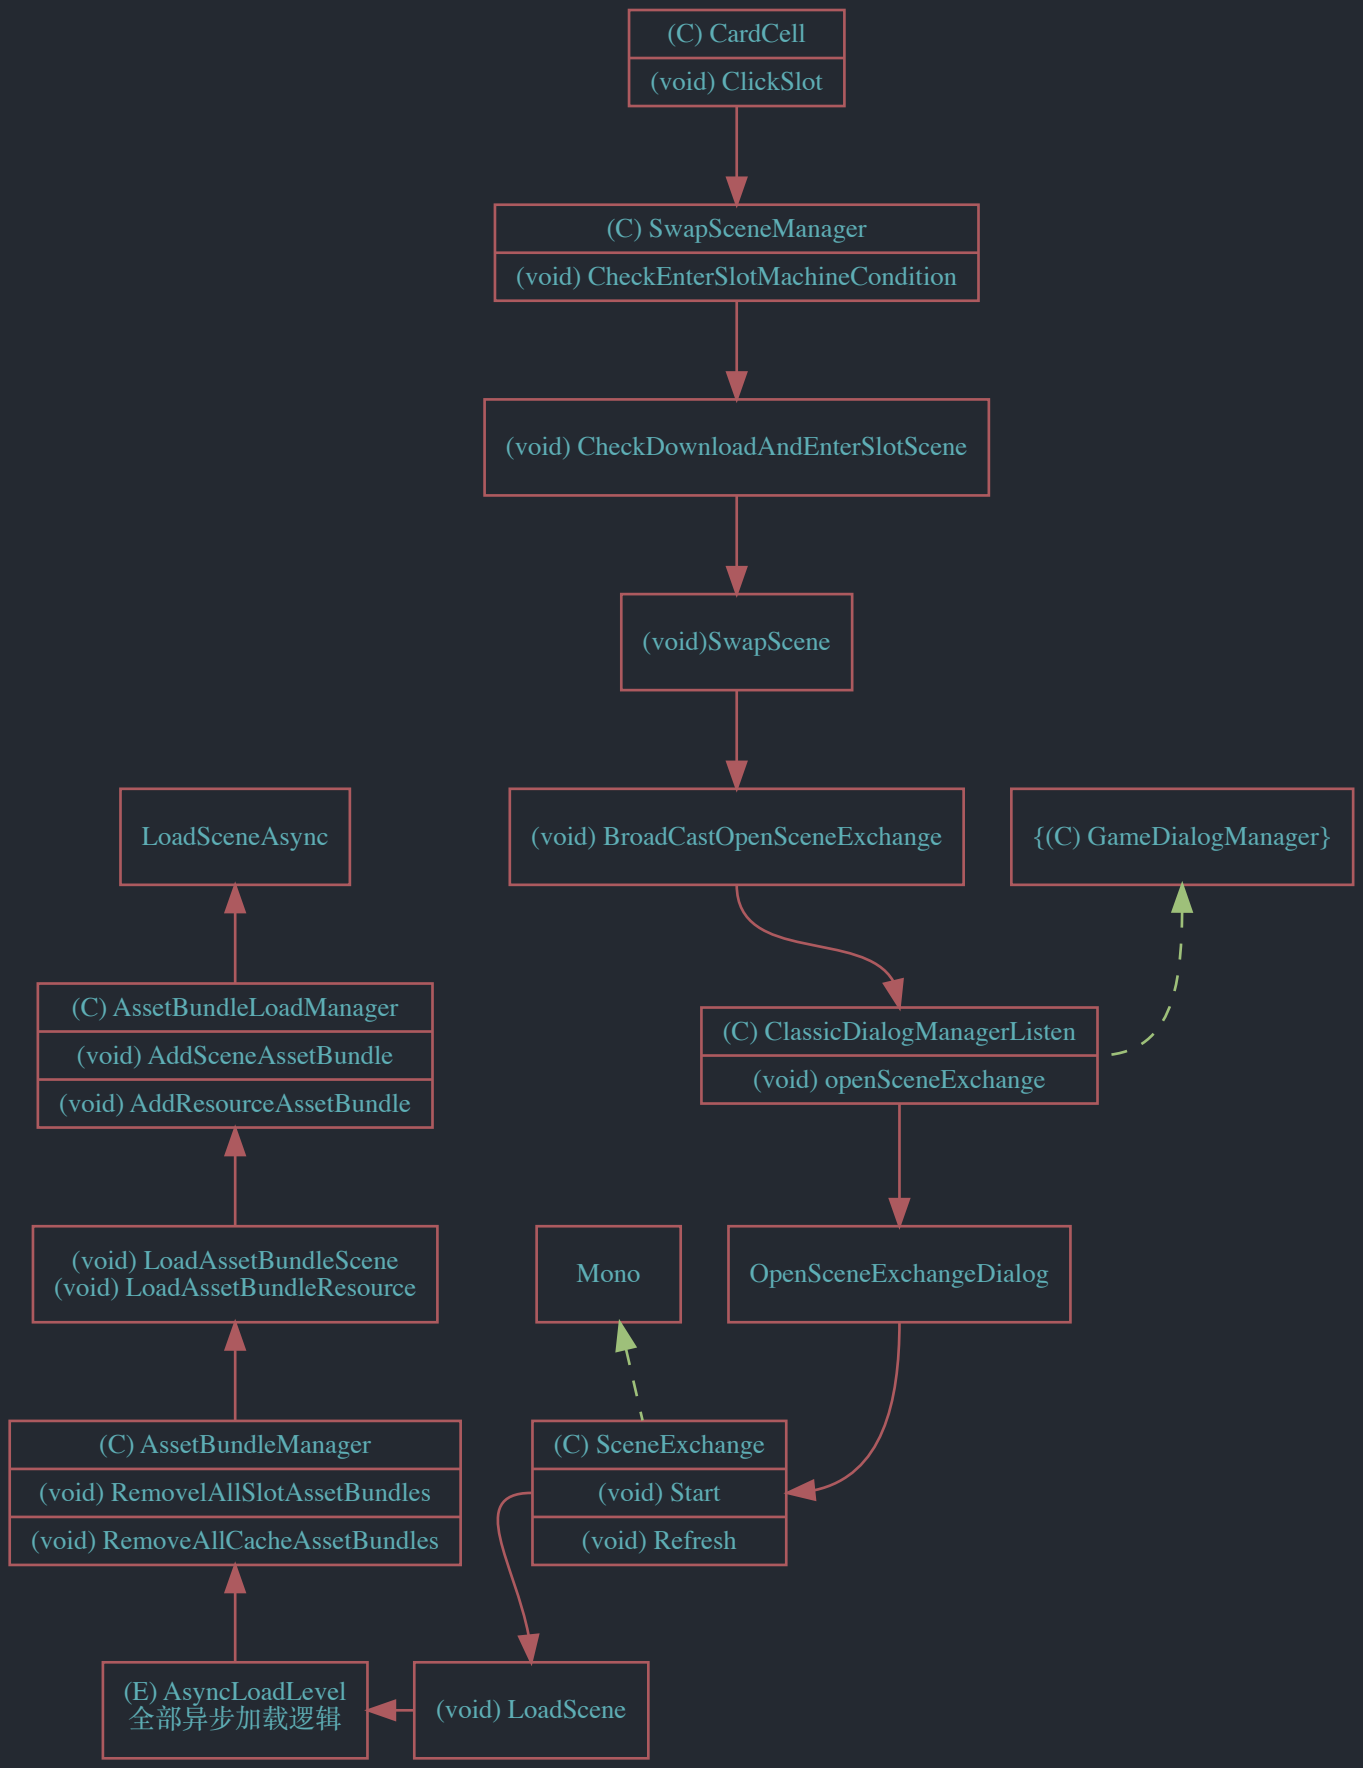 (C) CardCell
(void) ClickSlot
(C) SwapSceneManager
(void) CheckEnterSlotMachineCondition
(void) CheckDownloadAndEnterSlotScene
(void)SwapScene
LoadSceneAsync
(void) BroadCastOpenSceneExchange
{(C) GameDialogManager}
(C) AssetBundleLoadManager
(void) AddSceneAssetBundle
(void) AddResourceAssetBundle
(C) ClassicDialogManagerListen
(void) openSceneExchange
(void) LoadAssetBundleScene
(void) LoadAssetBundleResource
Mono
OpenSceneExchangeDialog
(C) AssetBundleManager
(void) RemovelAllSlotAssetBundles
(void) RemoveAllCacheAssetBundles
(C) SceneExchange
(void) Start
(void) Refresh
(E) AsyncLoadLevel
全部异步加载逻辑
(void) LoadScene